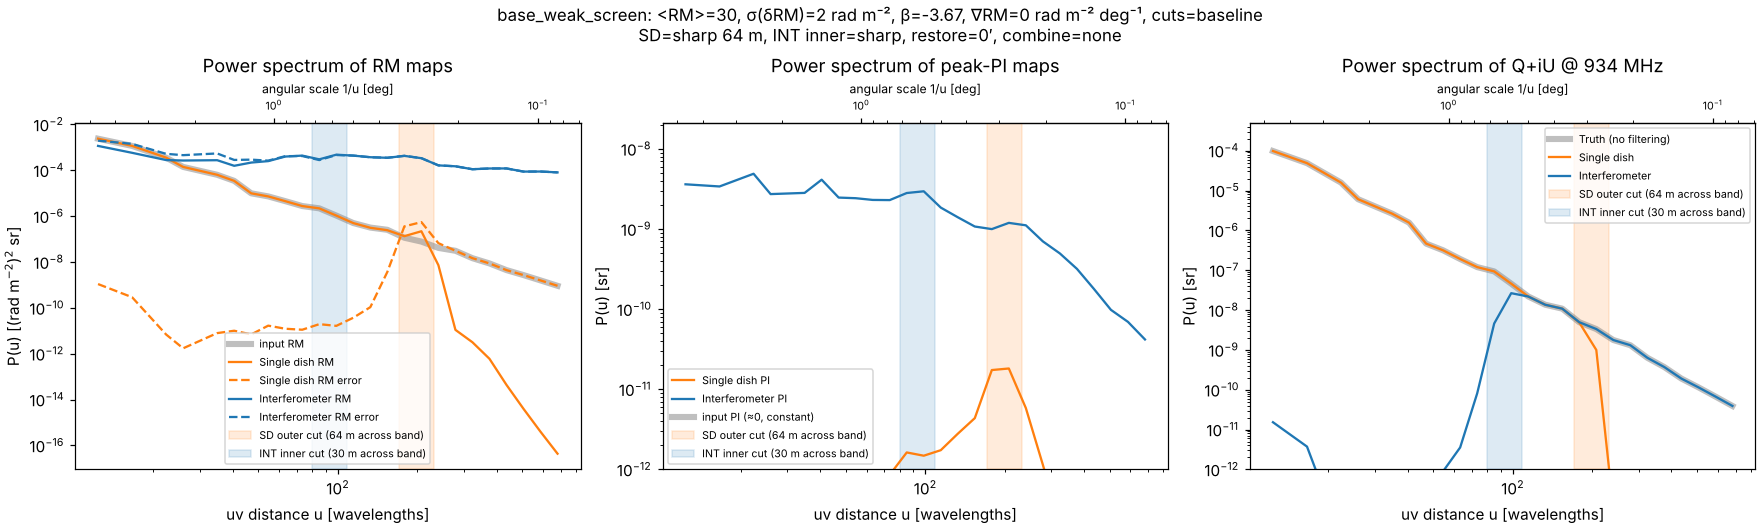 base_weak_screen: <RM>=30, σ(δRM)=2 rad m⁻², β=-3.67, ∇RM=0 rad m⁻² deg⁻¹, cuts=baseline
SD=sharp 64 m, INT inner=sharp, restore=0′, combine=none
Power spectrum of RM maps
angular scale 1/u [deg]
10⁰ 10⁻¹
10⁻²
10⁻⁴
10⁻⁶
10⁻⁸
10⁻¹⁰
10⁻¹²
10⁻¹⁴
10⁻¹⁶
P(u) [(rad m⁻²)² sr]
input RM
Single dish RM
Single dish RM error
Interferometer RM
Interferometer RM error
SD outer cut (64 m across band)
INT inner cut (30 m across band)
10²
uv distance u [wavelengths]
Power spectrum of peak-PI maps
angular scale 1/u [deg]
10⁰ 10⁻¹
10⁻⁸
10⁻⁹
10⁻¹⁰
10⁻¹¹
10⁻¹²
P(u) [sr]
Single dish PI
Interferometer PI
input PI (≈0, constant)
SD outer cut (64 m across band)
INT inner cut (30 m across band)
10²
uv distance u [wavelengths]
Power spectrum of Q+iU @ 934 MHz
angular scale 1/u [deg]
10⁰ 10⁻¹
10⁻⁴
10⁻⁵
10⁻⁶
10⁻⁷
10⁻⁸
10⁻⁹
10⁻¹⁰
10⁻¹¹
10⁻¹²
P(u) [sr]
Truth (no filtering)
Single dish
Interferometer
SD outer cut (64 m across band)
INT inner cut (30 m across band)
10²
uv distance u [wavelengths]